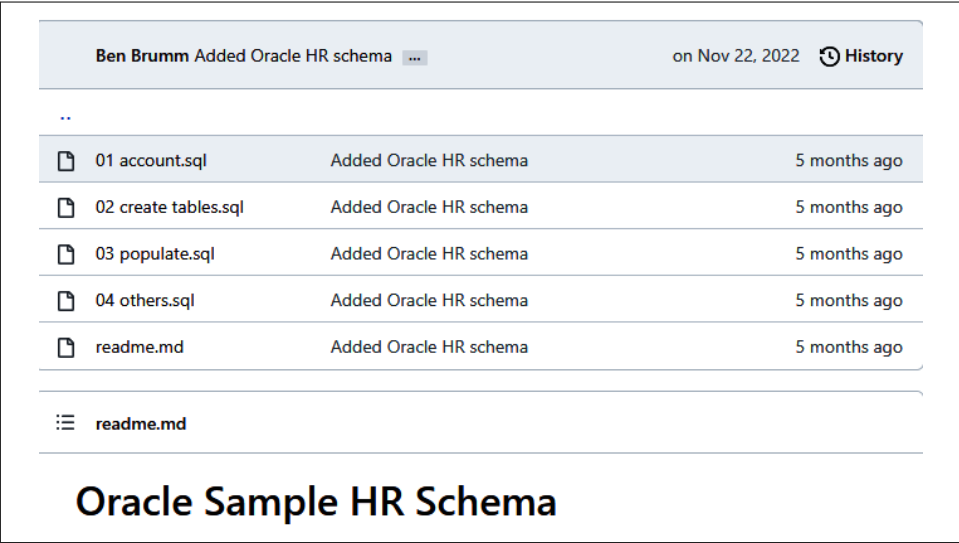 Ben Brumm Added Oracle HR schema ... on Nov 22, 2022 History
..
01 account.sql Added Oracle HR schema 5 months ago
02 create tables.sql Added Oracle HR schema 5 months ago
03 populate.sql Added Oracle HR schema 5 months ago
04 others.sql Added Oracle HR schema 5 months ago
readme.md Added Oracle HR schema 5 months ago
readme.md
Oracle Sample HR Schema